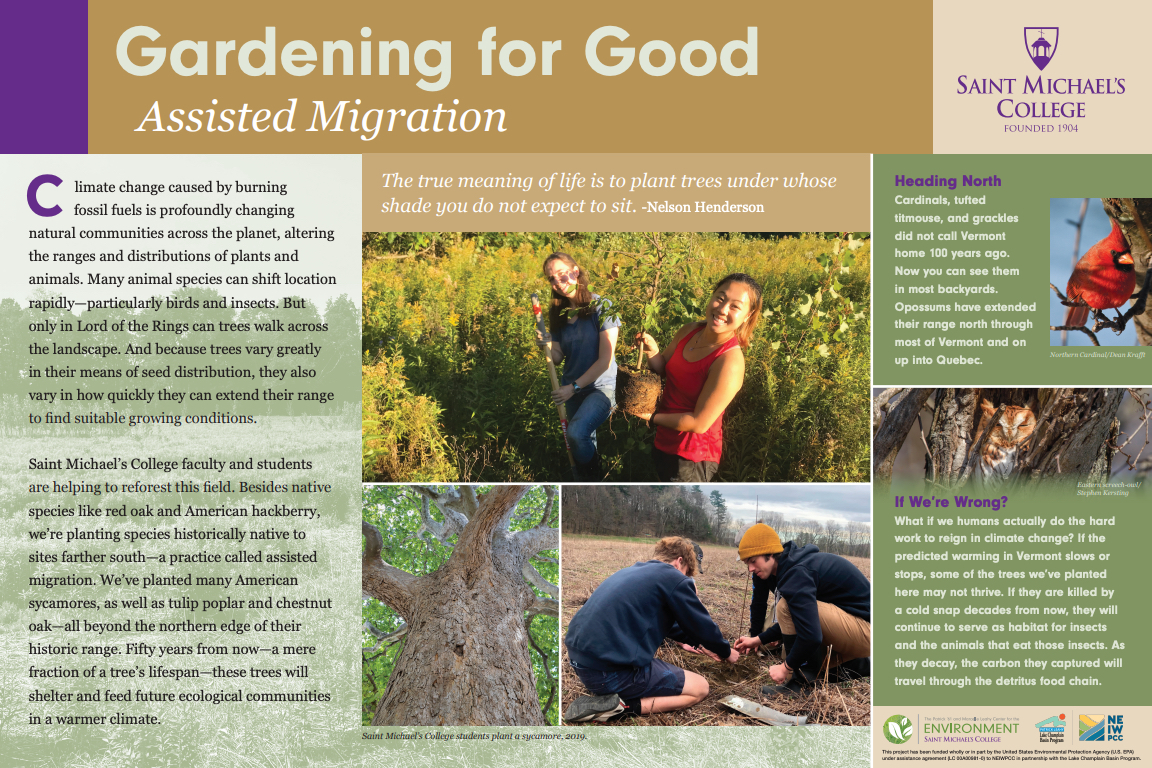 Gardening for Good
Assisted Migration
SAINT MICHAEL'S
COLLEGE
FOUNDED 1904
Climate change caused by burning
fossil fuels is profoundly changing
natural communities across the planet, altering
the ranges and distributions of plants and
animals. Many animal species can shift location
rapidly—particularly birds and insects. But
only in Lord of the Rings can trees walk across
the landscape. And because trees vary greatly
in their means of seed distribution, they also
vary in how quickly they can extend their range
to find suitable growing conditions.
Saint Michael's College faculty and students
are helping to reforest this field. Besides native
species like red oak and American hackberry,
we're planting species historically native to
sites farther south—a practice called assisted
migration. We've planted many American
sycamores, as well as tulip poplar and chestnut
oak—all beyond the northern edge of their
historic range. Fifty years from now—a mere
fraction of a tree's lifespan—these trees will
shelter and feed future ecological communities
in a warmer climate.
The true meaning of life is to plant trees under whose
shade you do not expect to sit. -Nelson Henderson
Saint Michael's College students plant a sycamore, 2019.
Heading North
Cardinals, tufted
titmouse, and grackles
did not call Vermont
home 100 years ago.
Now you can see them
in most backyards.
Opossums have extended
their range north through
most of Vermont and on
up into Quebec.
Northern Cardinal/Dean Krafft
Eastern screech-owl/
Stephen Kersting
If We're Wrong?
What if we humans actually do the hard
work to reign in climate change? If the
predicted warming in Vermont slows or
stops, some of the trees we've planted
here may not thrive. If they are killed by
a cold snap decades from now, they will
continue to serve as habitat for insects
and the animals that eat those insects. As
they decay, the carbon they captured will
travel through the detritus food chain.
Center for the
ENVIRONMENT
SAINT MICHAEL'S COLLEGE
Lake Champlain
Basin Program
NE
IW
PCC
This project has been funded wholly or in part by the United States Environmental Protection Agency (U.S. EPA)
under assistance agreement (LC 00A00981-0) to NEIWPCC in partnership with the Lake Champlain Basin Program.